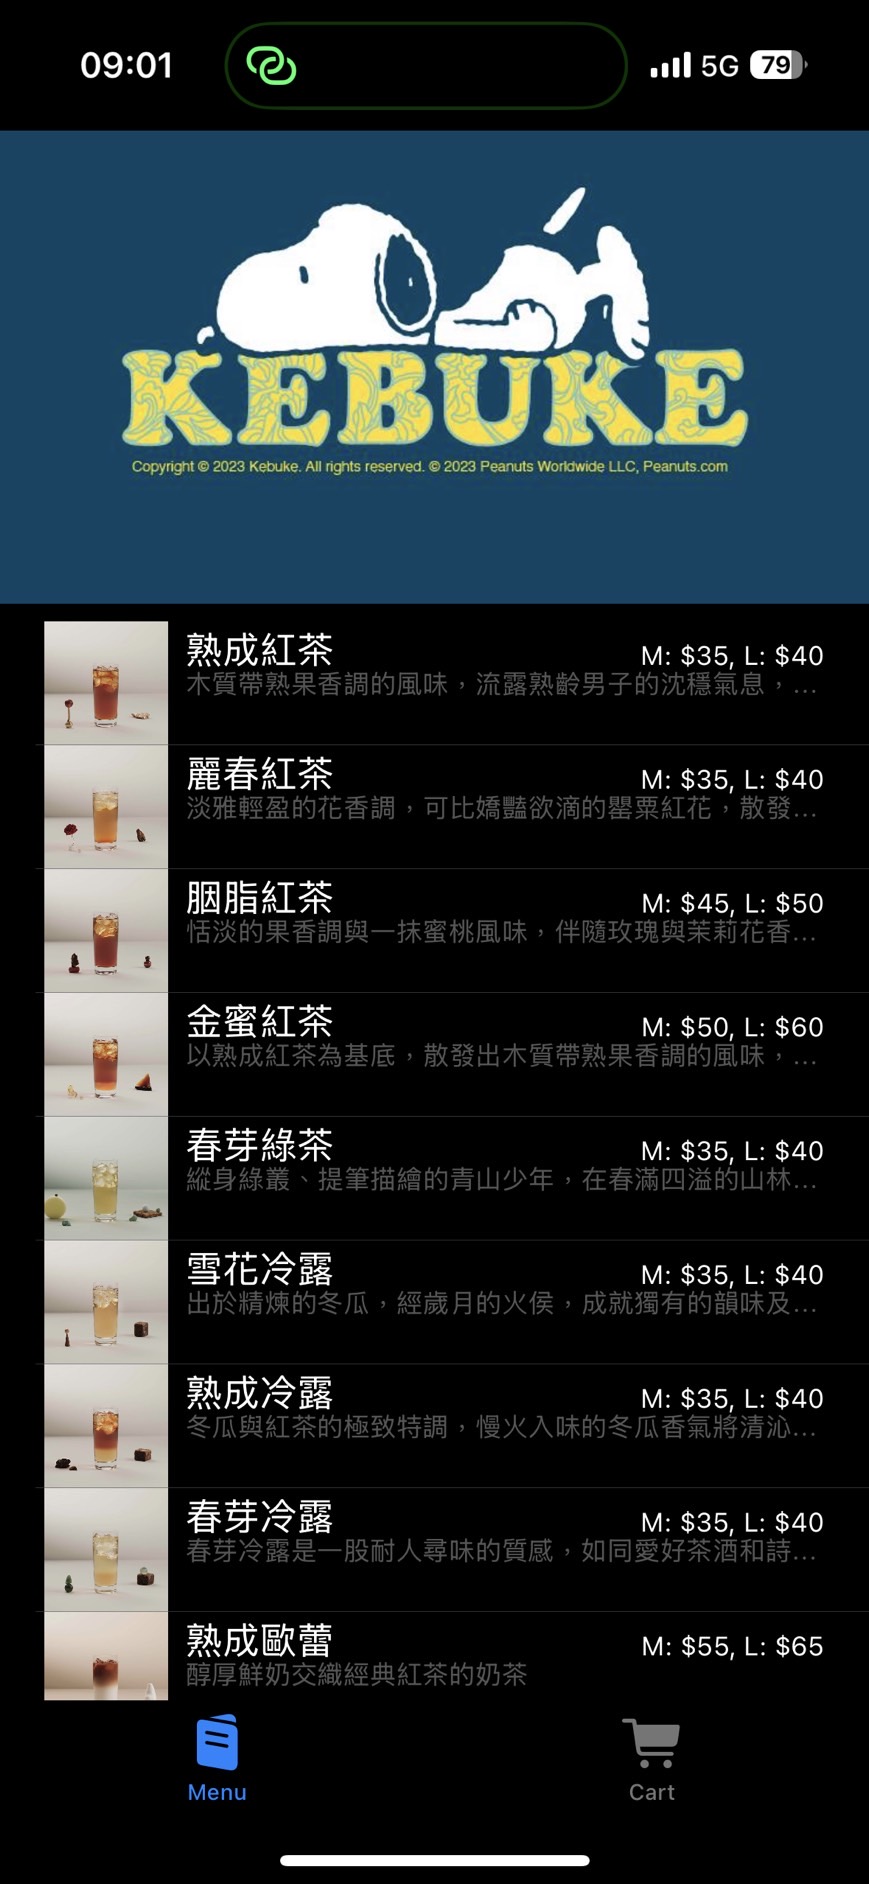 09:01
5G
79
KEBUKE
Copyright © 2023 Kebuke. All rights reserved. © 2023 Peanuts Worldwide LLC, Peanuts.com
熟成紅茶
M: $35, L: $40
木質帶熟果香調的風味，流露熟齡男子的沈穩氣息，...
麗春紅茶
M: $35, L: $40
淡雅輕盈的花香調，可比嬌豔欲滴的罌粟紅花，散發...
胭脂紅茶
M: $45, L: $50
恬淡的果香調與一抹蜜桃風味，伴隨玫瑰與茉莉花香...
金蜜紅茶
M: $50, L: $60
以熟成紅茶為基底，散發出木質帶熟果香調的風味，...
春芽綠茶
M: $35, L: $40
縱身綠叢、提筆描繪的青山少年，在春滿四溢的山林...
雪花冷露
M: $35, L: $40
出於精煉的冬瓜，經歲月的火侯，成就獨有的韻味及...
熟成冷露
M: $35, L: $40
冬瓜與紅茶的極致特調，慢火入味的冬瓜香氣將清沁...
春芽冷露
M: $35, L: $40
春芽冷露是一股耐人尋味的質感，如同愛好茶酒和詩...
熟成歐蕾
M: $55, L: $65
醇厚鮮奶交織經典紅茶的奶茶
Menu
Cart